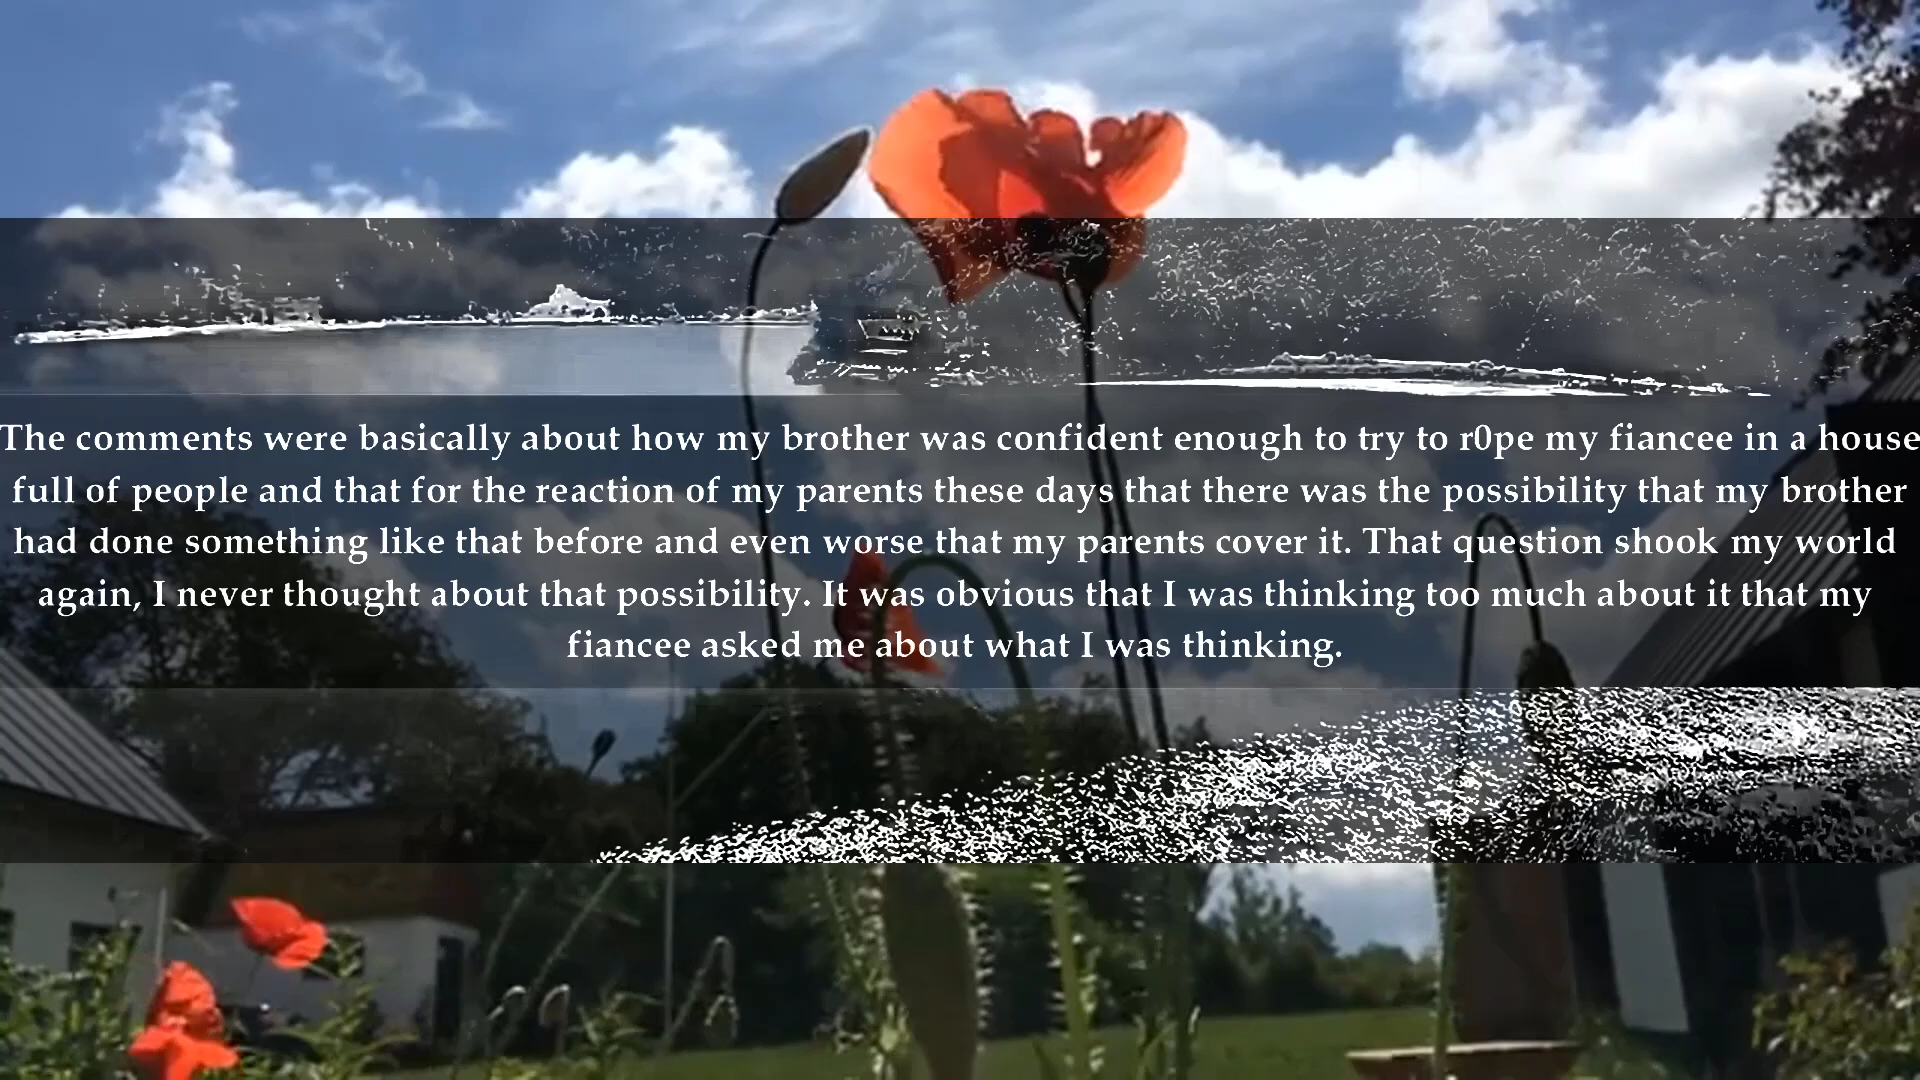 The comments were basically about how my brother was confident enough to try to r0pe my fiancee in a house
full of people and that for the reaction of my parents these days that there was the possibility that my brother
had done something like that before and even worse that my parents cover it. That question shook my world
again, I never thought about that possibility. It was obvious that I was thinking too much about it that my
fiancee asked me about what I was thinking.